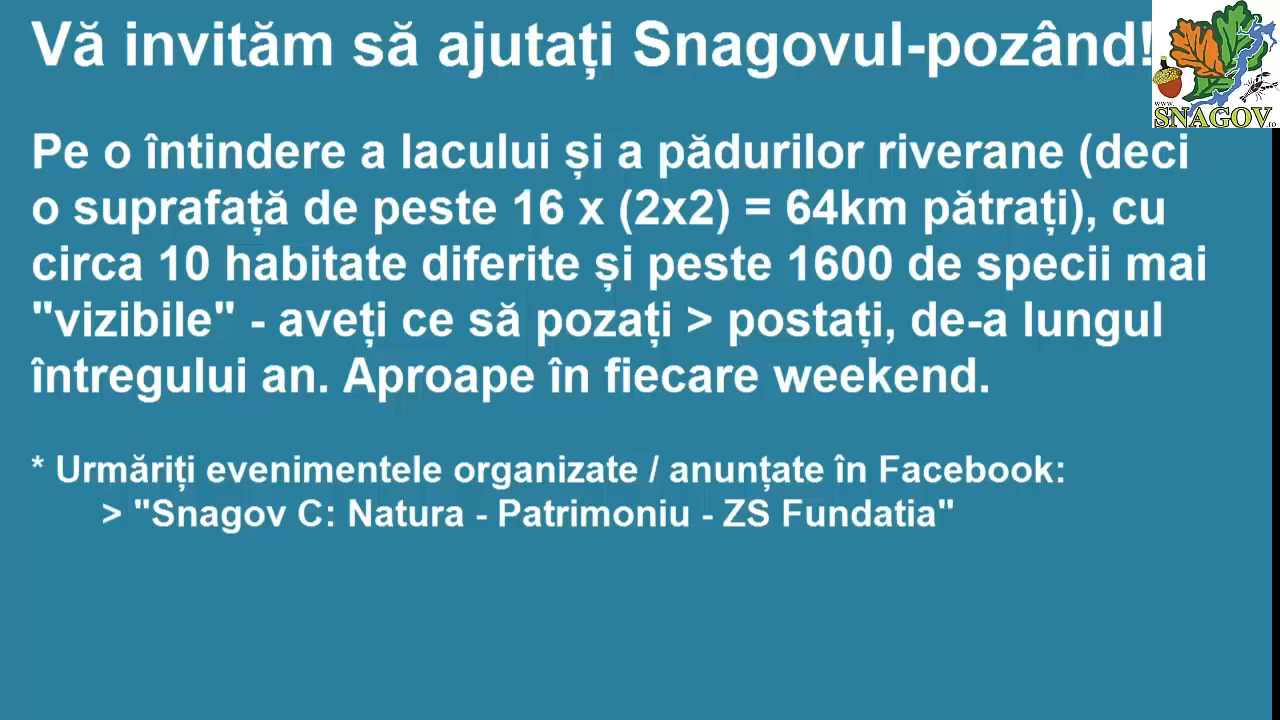 Vă invităm să ajutați Snagovul-pozând!
www.
SNAGOV
Pe o întindere a lacului și a pădurilor riverane (deci
o suprafață de peste 16 x (2x2) = 64km pătrați), cu
circa 10 habitate diferite și peste 1600 de specii mai
"vizibile" - aveți ce să pozați > postați, de-a lungul
întregului an. Aproape în fiecare weekend.
* Urmăriți evenimentele organizate / anunțate în Facebook:
> "Snagov C: Natura - Patrimoniu - ZS Fundatia"